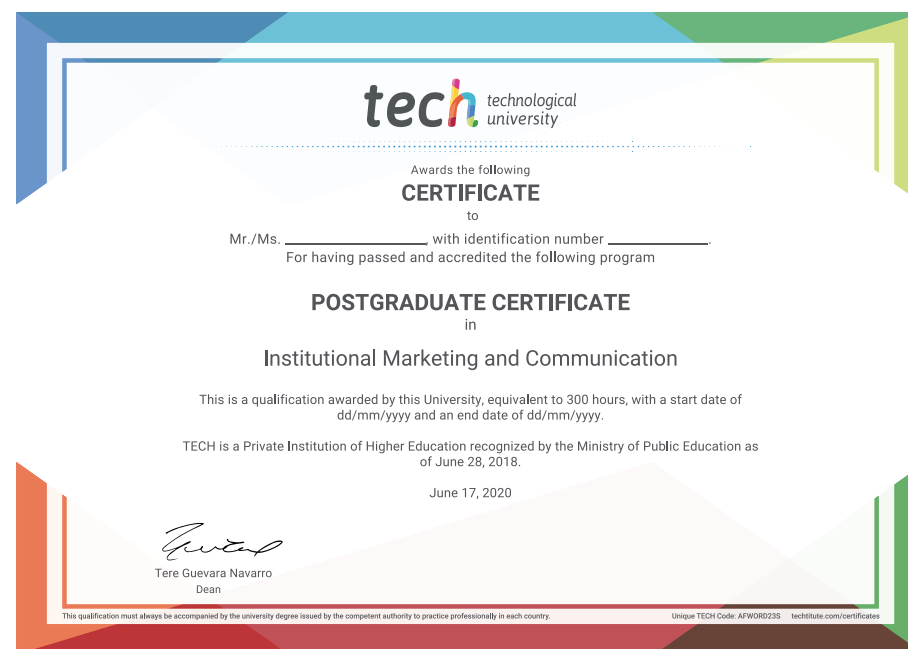 tech technological
university
Awards the following
CERTIFICATE
to
Mr./Ms. ____________, with identification number ____________.
For having passed and accredited the following program
POSTGRADUATE CERTIFICATE
in
Institutional Marketing and Communication
This is a qualification awarded by this University, equivalent to 300 hours, with a start date of
dd/mm/yyyy and an end date of dd/mm/yyyy.
TECH is a Private Institution of Higher Education recognized by the Ministry of Public Education as
of June 28, 2018.
June 17, 2020
Tere Guevara Navarro
Dean
This qualification must always be accompanied by the university degree issued by the competent authority to practice professionally in each country. Unique TECH Code: AFWORD23S techtitute.com/certificates